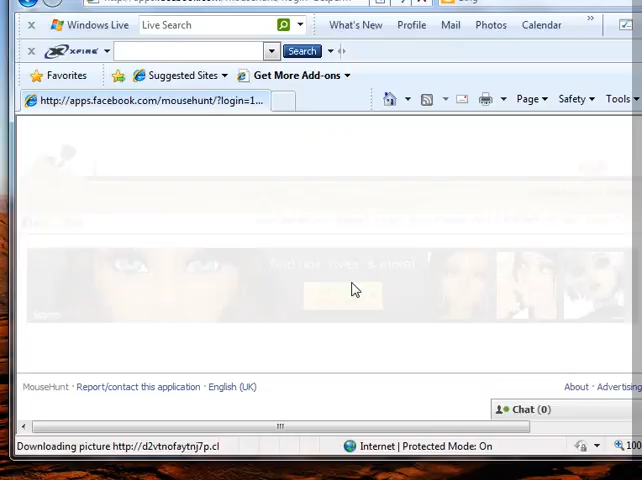 Windows Live Live Search What's New Profile Mail Photos Calendar »
x XFIRE Search
Favorites Suggested Sites Get More Add-ons
http://apps.facebook.com/mousehunt/?login=1... Page Safety Tools
MouseHunt · Report/contact this application · English (UK) About · Advertising
Chat (0)
Downloading picture http://d2vtnofaytnj7p.cl Internet | Protected Mode: On 100